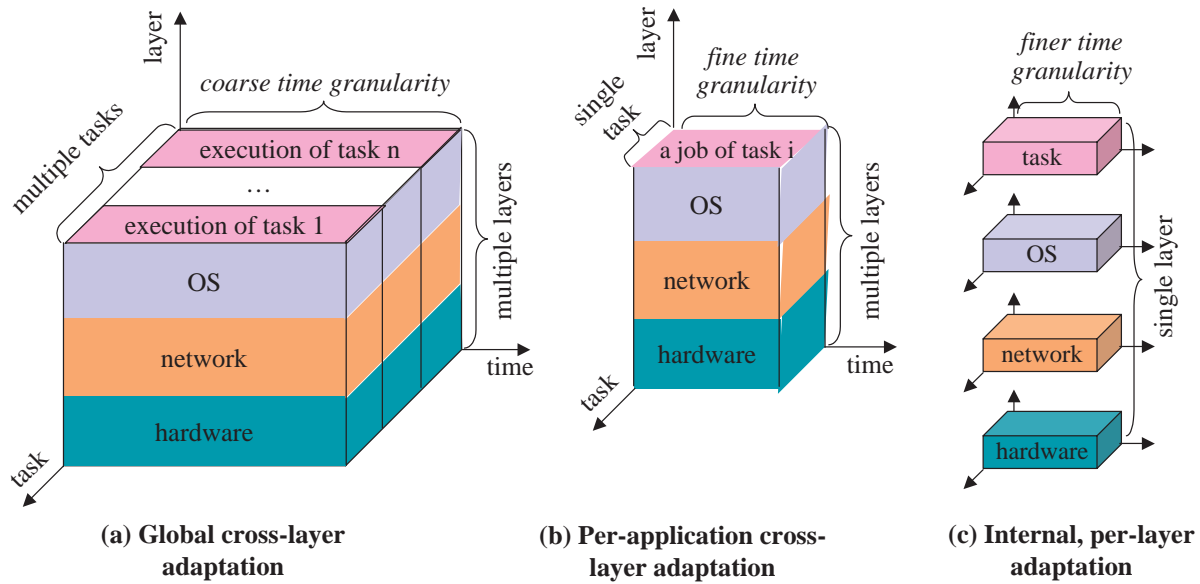 layer
coarse time granularity
multiple tasks
execution of task n
...
execution of task 1
OS
network
hardware
multiple layers
time
task
(a) Global cross-layer
adaptation
layer
fine time
granularity
single
task
a job of task i
OS
network
hardware
multiple layers
time
task
(b) Per-application cross-
layer adaptation
finer time
granularity
task
OS
network
hardware
single layer
(c) Internal, per-layer
adaptation